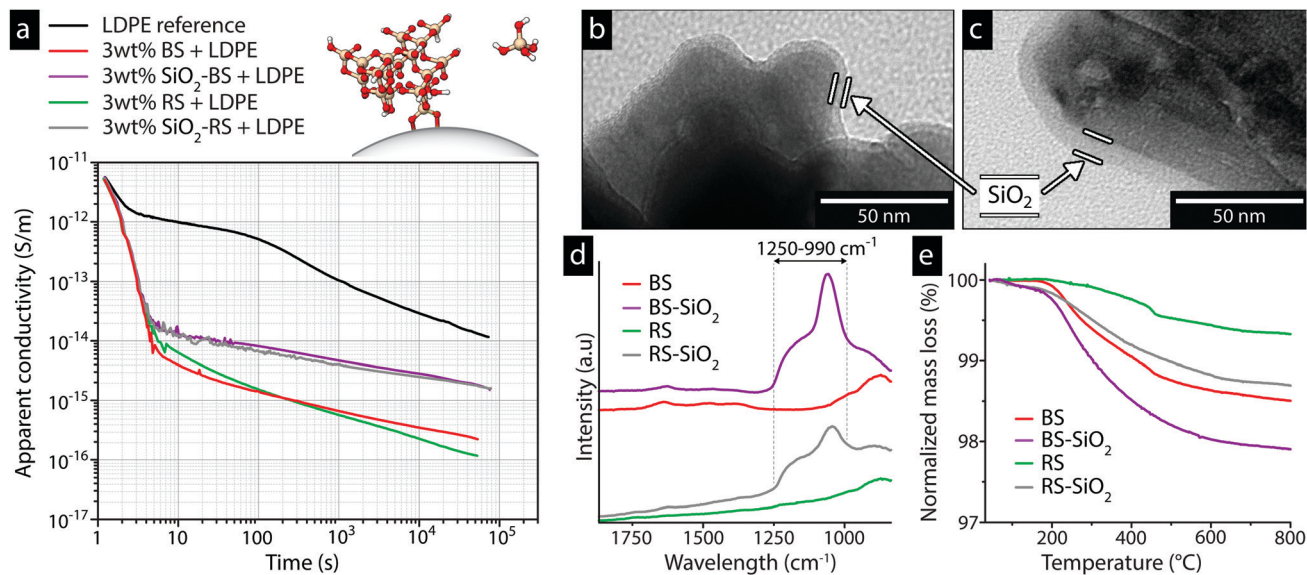 a
LDPE reference
3wt% BS + LDPE
3wt% SiO₂-BS + LDPE
3wt% RS + LDPE
3wt% SiO₂-RS + LDPE
Apparent conductivity (S/m)
10⁻¹¹
10⁻¹²
10⁻¹³
10⁻¹⁴
10⁻¹⁵
10⁻¹⁶
10⁻¹⁷
1 10 10² 10³ 10⁴ 10⁵
Time (s)
b
50 nm
SiO₂
c
50 nm
d
1250-990 cm⁻¹
BS
BS-SiO₂
RS
RS-SiO₂
Intensity (a.u)
1750 1500 1250 1000
Wavelength (cm⁻¹)
e
Normalized mass loss (%)
100
99
98
97
BS
BS-SiO₂
RS
RS-SiO₂
200 400 600 800
Temperature (°C)